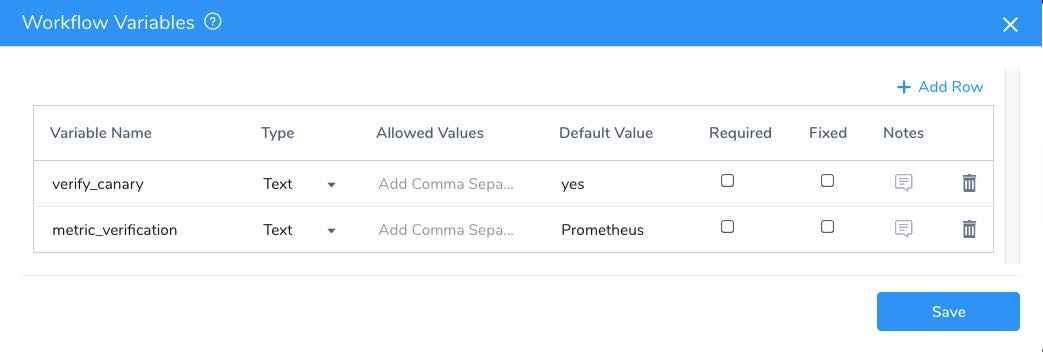 Workflow Variables ?
+ Add Row
Variable Name Type Allowed Values Default Value Required Fixed Notes
verify_canary Text Add Comma Sepa... yes
metric_verification Text Add Comma Sepa... Prometheus
Save